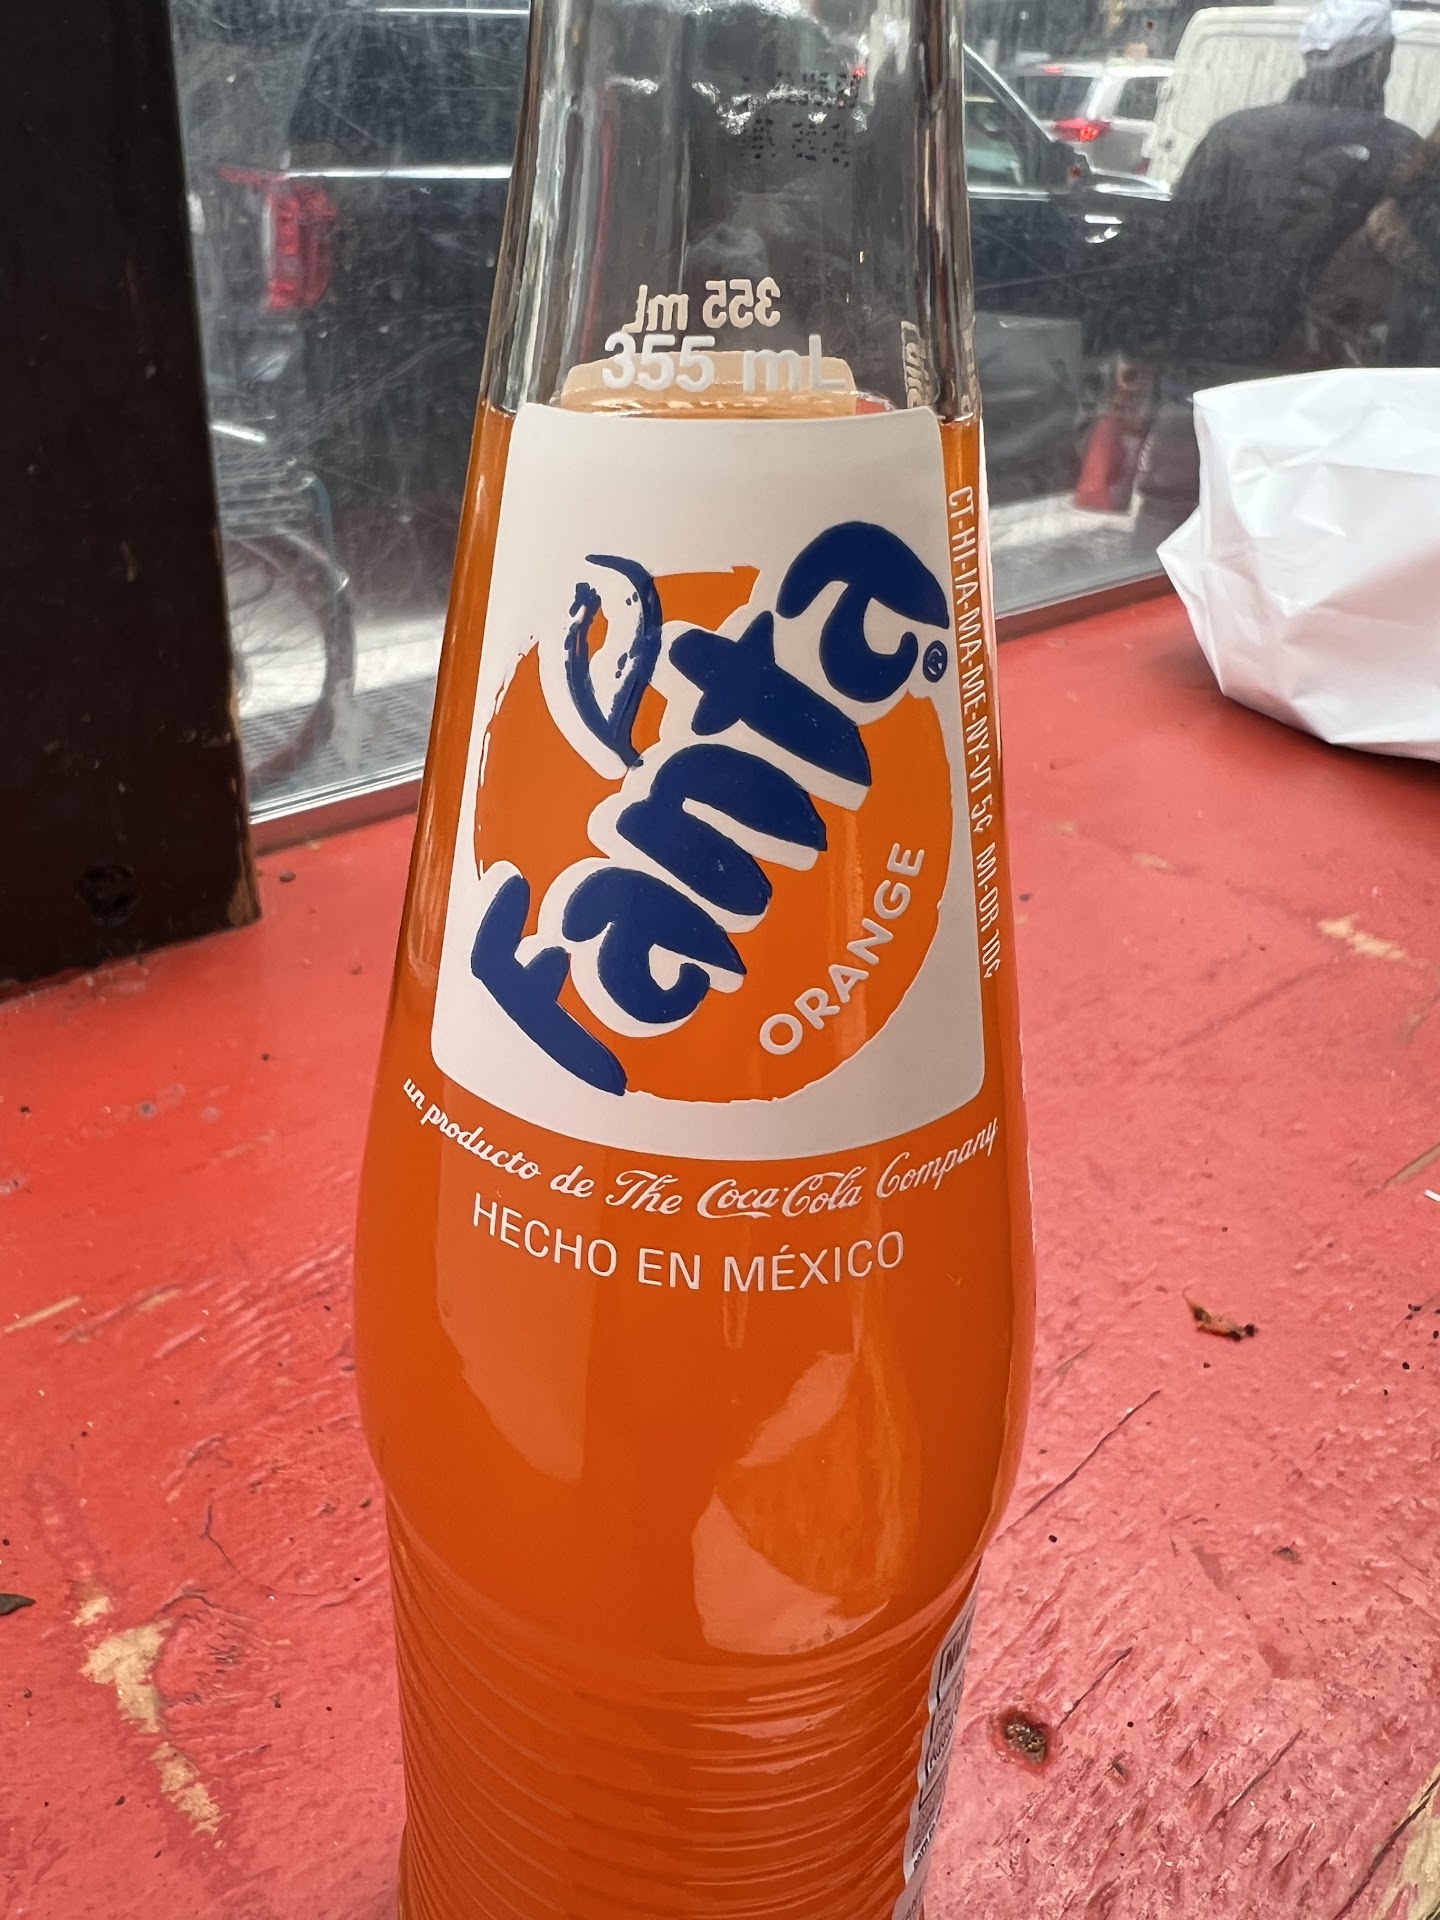 355 mL
355 mL
Fanta®
ORANGE
CT-HI-IA-MA-ME-NY-VT 5¢ MI-OR 10¢
un producto de The Coca-Cola Company
HECHO EN MÉXICO